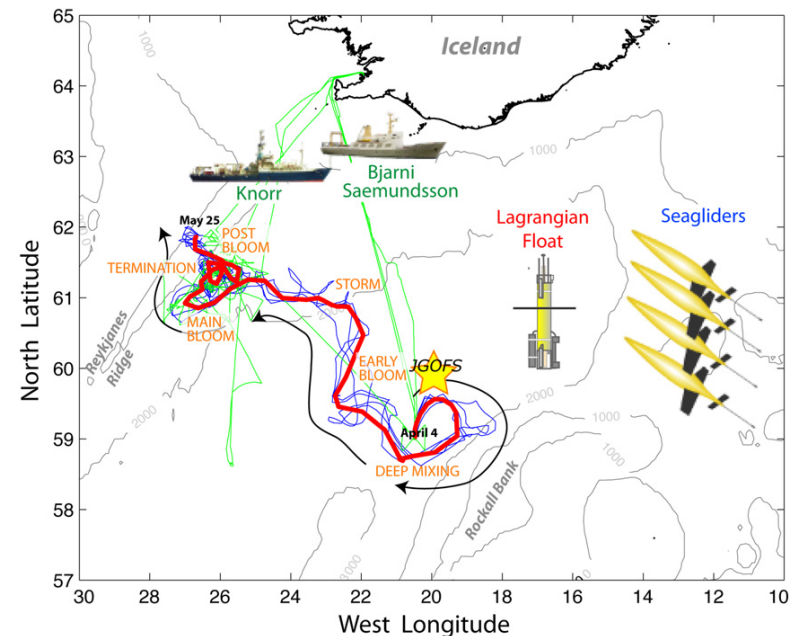 65
64
63
62
61
60
59
58
57
North Latitude
30
28
26
24
22
20
18
16
14
12
10
West Longitude
Iceland
1000
1000
Knorr
Bjarni
Saemundsson
Lagrangian
Float
Seagliders
May 25
POST
BLOOM
TERMINATION
MAIN
BLOOM
STORM
EARLY
BLOOM
JGOFS
April 4
DEEP MIXING
Reykjanes
Ridge
Rockall Bank
2000
2000
1000
1000
3000